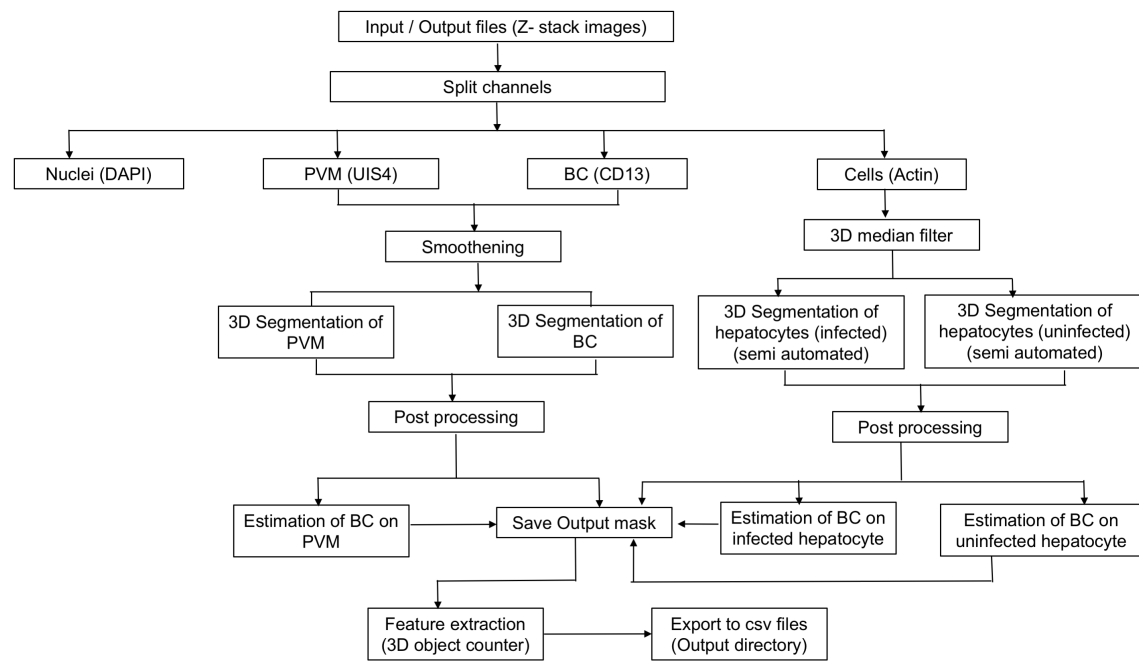 Input / Output files (Z- stack images)
Split channels
Nuclei (DAPI)
PVM (UIS4)
BC (CD13)
Cells (Actin)
Smoothening
3D median filter
3D Segmentation of
PVM
3D Segmentation of
BC
3D Segmentation of
hepatocytes (infected)
(semi automated)
3D Segmentation of
hepatocytes (uninfected)
(semi automated)
Post processing
Post processing
Estimation of BC on
PVM
Save Output mask
Estimation of BC on
infected hepatocyte
Estimation of BC on
uninfected hepatocyte
Feature extraction
(3D object counter)
Export to csv files
(Output directory)